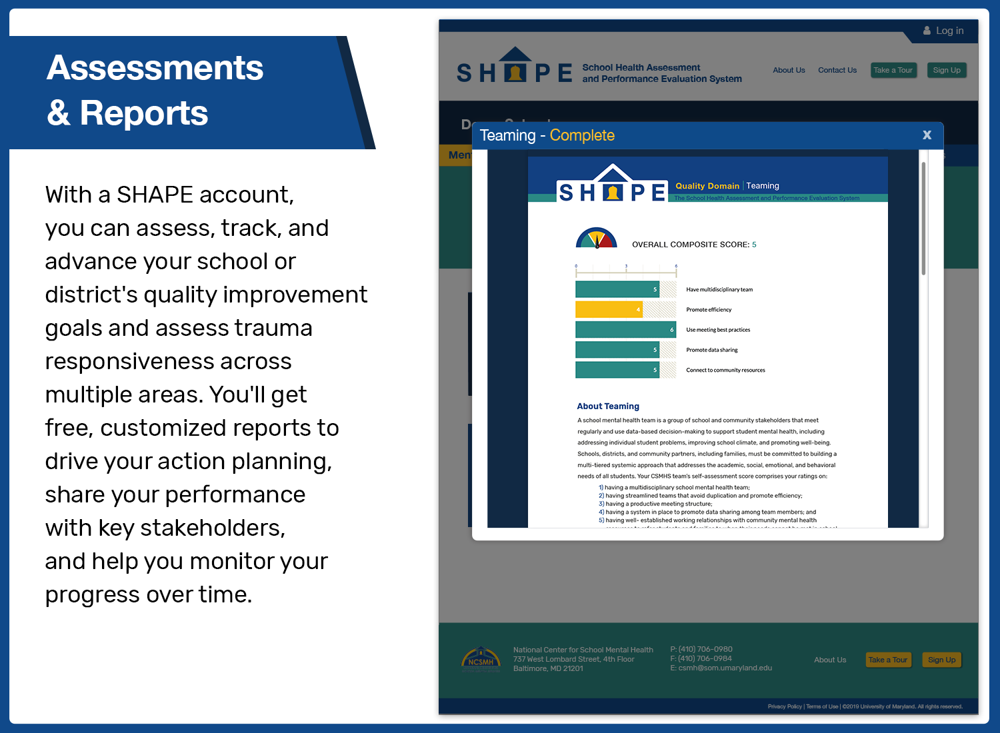 Assessments
& Reports
With a SHAPE account,
you can assess, track, and
advance your school or
district's quality improvement
goals and assess trauma
responsiveness across
multiple areas. You'll get
free, customized reports to
drive your action planning,
share your performance
with key stakeholders,
and help you monitor your
progress over time.
Log in
SHAPE
School Health Assessment
and Performance Evaluation System
About Us
Contact Us
Take a Tour
Sign Up
Teaming - Complete
X
SHAPE
Quality Domain | Teaming
The School Health Assessment and Performance Evaluation System
OVERALL COMPOSITE SCORE: 5
0 3 6
5 Have multidisciplinary team
4 Promote efficiency
6 Use meeting best practices
5 Promote data sharing
5 Connect to community resources
About Teaming
A school mental health team is a group of school and community stakeholders that meet
regularly and use data-based decision-making to support student mental health, including
addressing individual student problems, improving school climate, and promoting well-being.
Schools, districts, and community partners, including families, must be committed to building a
multi-tiered systemic approach that addresses the academic, social, emotional, and behavioral
needs of all students. Your CSMHS team's self-assessment score comprises your ratings on:
1) having a multidisciplinary school mental health team;
2) having streamlined teams that avoid duplication and promote efficiency;
3) having a productive meeting structure;
4) having a system in place to promote data sharing among team members; and
5) having well- established working relationships with community mental health
NCSMH
National Center for School Mental Health
737 West Lombard Street, 4th Floor
Baltimore, MD 21201
P: (410) 706-0980
F: (410) 706-0984
E: csmh@som.umaryland.edu
About Us
Take a Tour
Sign Up
Privacy Policy | Terms of Use | ©2019 University of Maryland. All rights reserved.